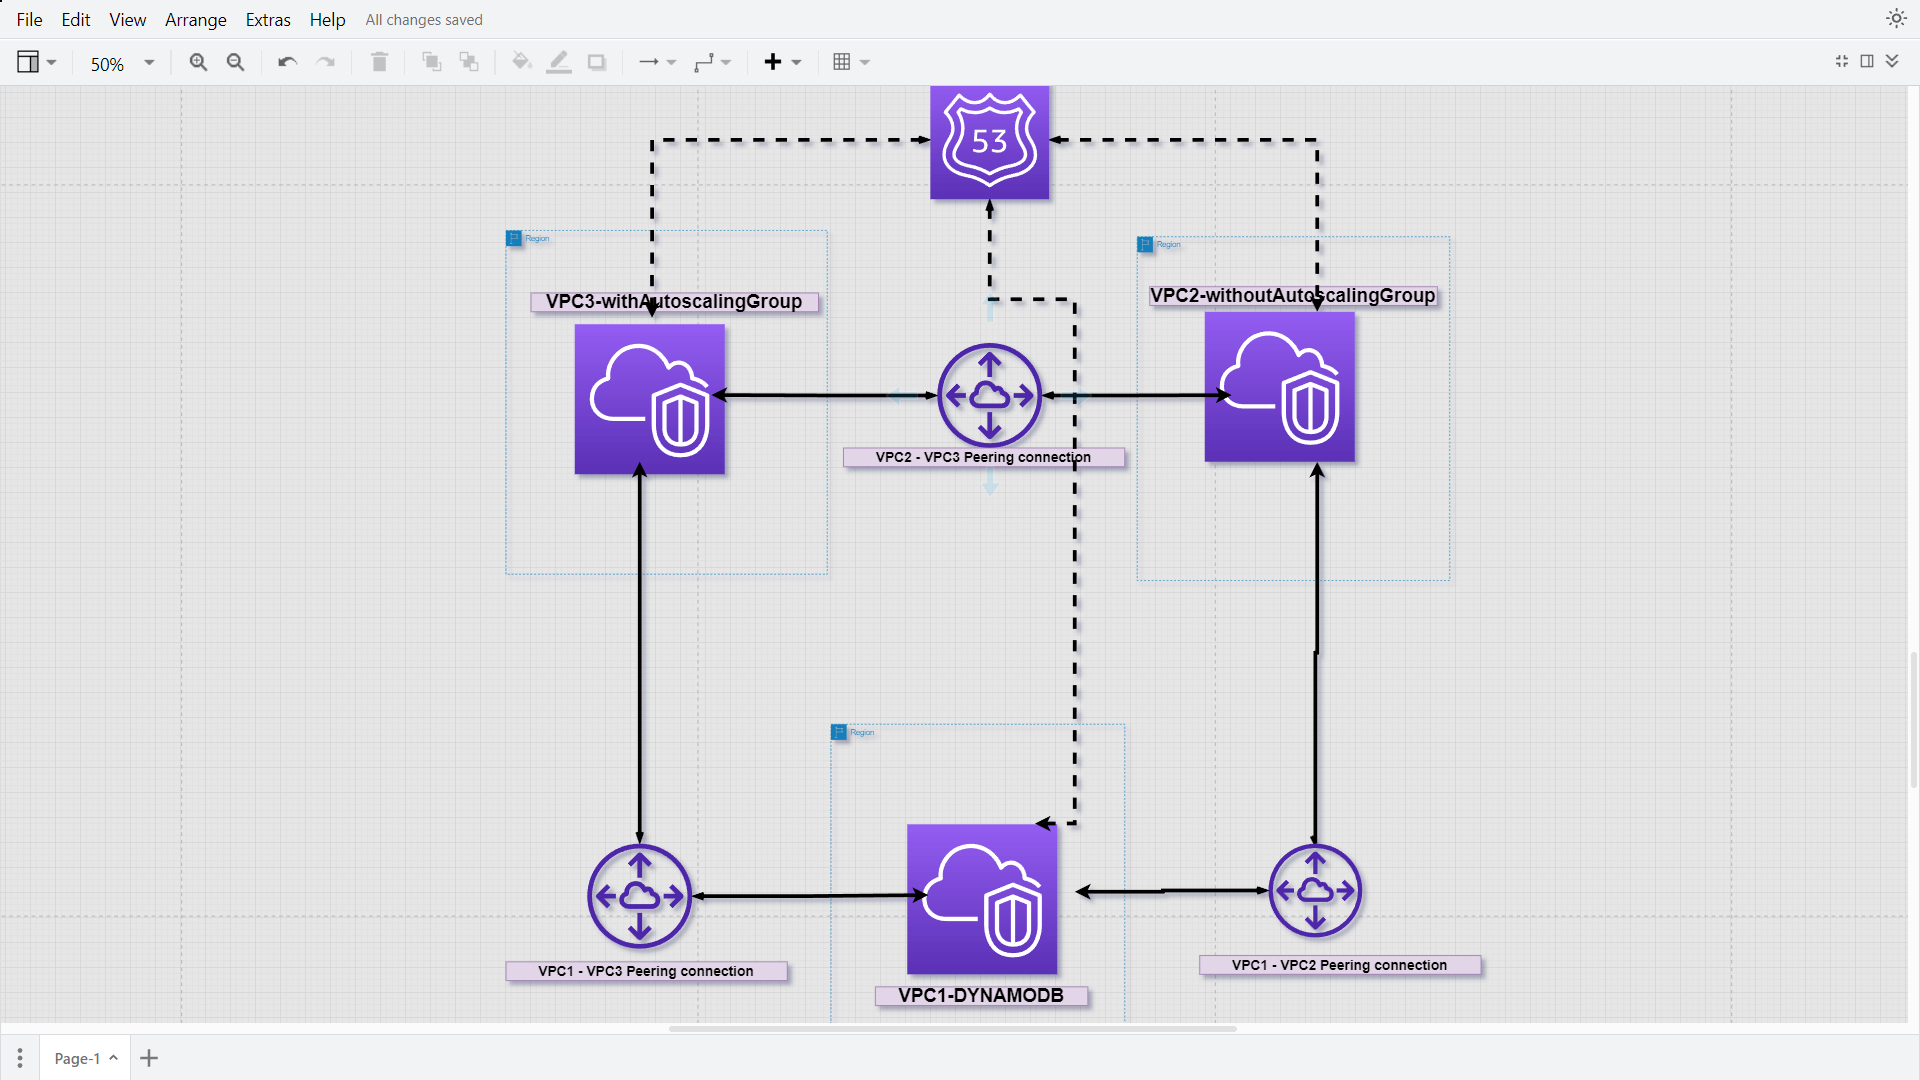 File Edit View Arrange Extras Help All changes saved
50%
53
Region
Region
VPC3-withAutoscalingGroup
VPC2-withoutAutoscalingGroup
VPC2 - VPC3 Peering connection
Region
VPC1 - VPC3 Peering connection
VPC1 - VPC2 Peering connection
VPC1-DYNAMODB
Page-1